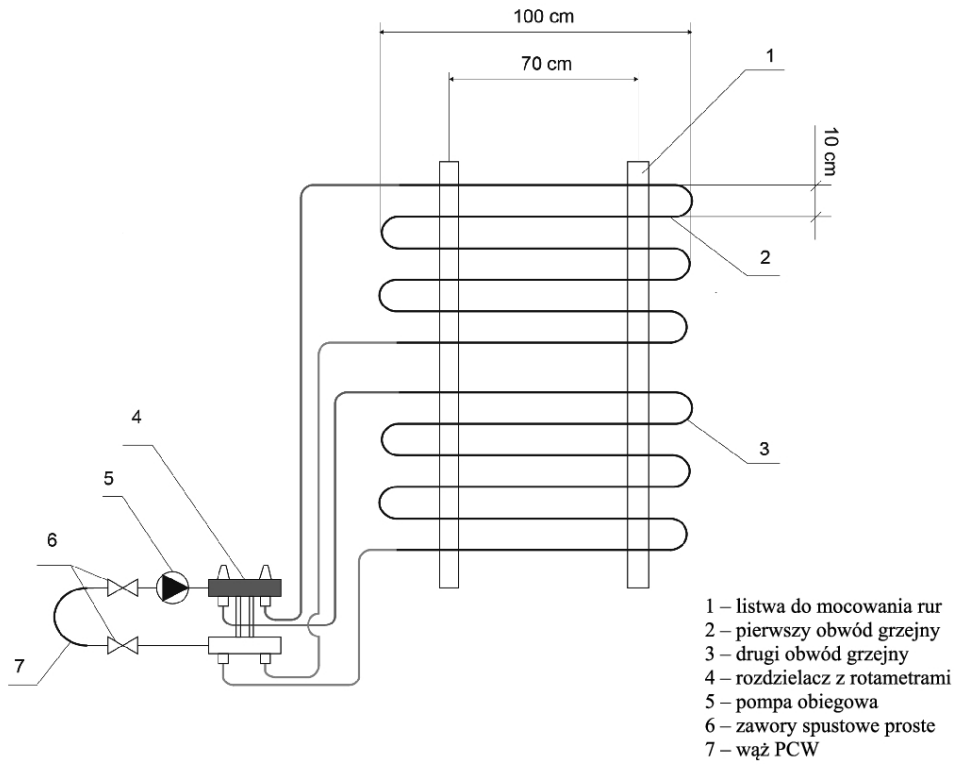 100 cm
70 cm
1
10 cm
2
3
4
5
6
7
1 – listwa do mocowania rur
2 – pierwszy obwód grzejny
3 – drugi obwód grzejny
4 – rozdzielacz z rotametrami
5 – pompa obiegowa
6 – zawory spustowe proste
7 – wąż PCW